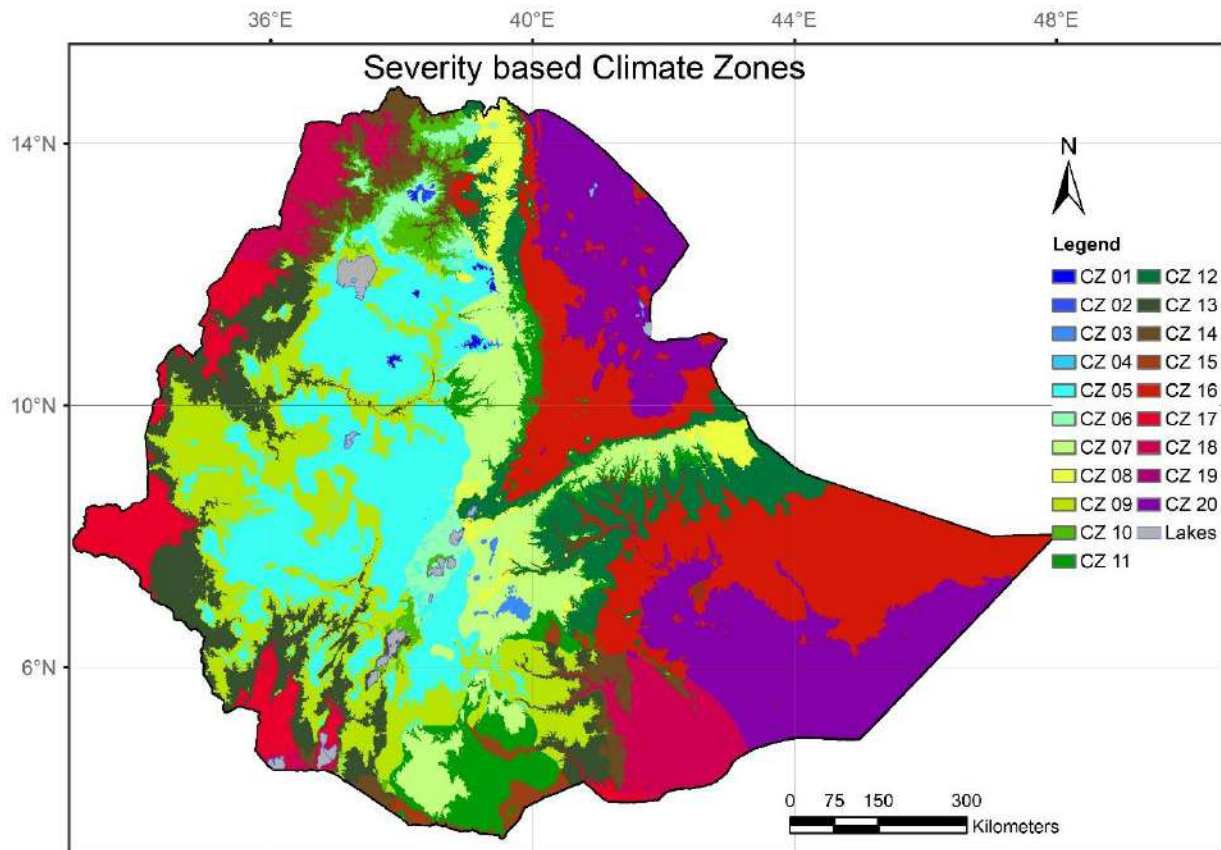 36°E 40°E 44°E 48°E
Severity based Climate Zones
14°N
10°N
6°N
N
Legend
CZ 01 CZ 12
CZ 02 CZ 13
CZ 03 CZ 14
CZ 04 CZ 15
CZ 05 CZ 16
CZ 06 CZ 17
CZ 07 CZ 18
CZ 08 CZ 19
CZ 09 CZ 20
CZ 10 Lakes
CZ 11
0 75 150 300
Kilometers